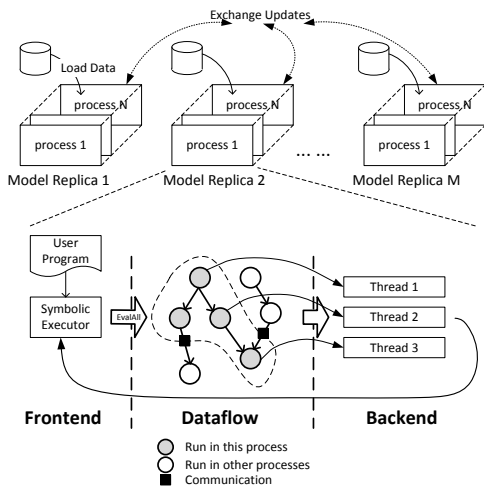 Exchange Updates
Load Data
process N
process 1
process N
process 1
process N
process 1
... ...
Model Replica 1
Model Replica 2
Model Replica M
User
Program
Symbolic
Executor
EvalAll
Thread 1
Thread 2
Thread 3
Frontend
Dataflow
Backend
Run in this process
Run in other processes
Communication